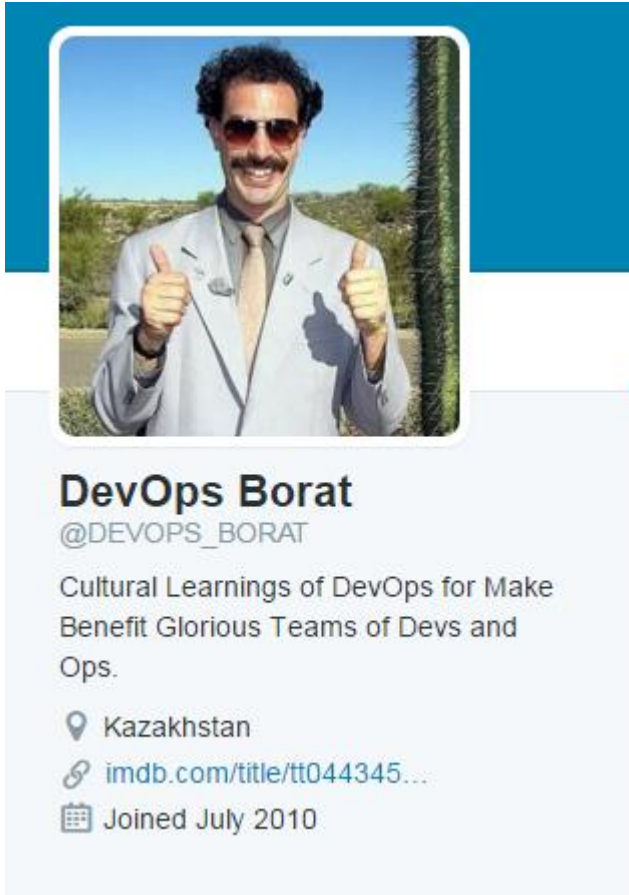 DevOps Borat
@DEVOPS_BORAT
Cultural Learnings of DevOps for Make
Benefit Glorious Teams of Devs and
Ops.
Kazakhstan
imdb.com/title/tt044345...
Joined July 2010